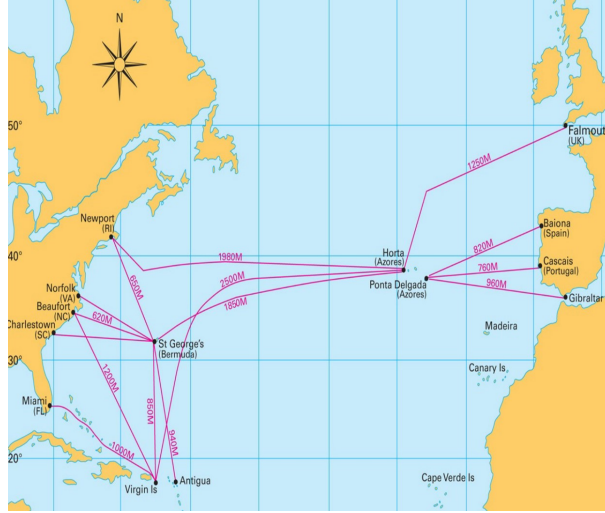 N
50°
Falmout
(UK)
1250M
Newport
(RI)
Baiona
(Spain)
820M
40°
1980M
Horta
(Azores)
2500M
Cascais
(Portugal)
760M
650M
Ponta Delgada
(Azores)
960M
Gibraltar
Norfolk
(VA)
1850M
Beaufort
(NC)
620M
Charlestown
(SC)
St George's
(Bermuda)
Madeira
30°
1200M
Canary Is
Miami
(FL)
850M
940M
1000M
20°
Virgin Is
Antigua
Cape Verde Is